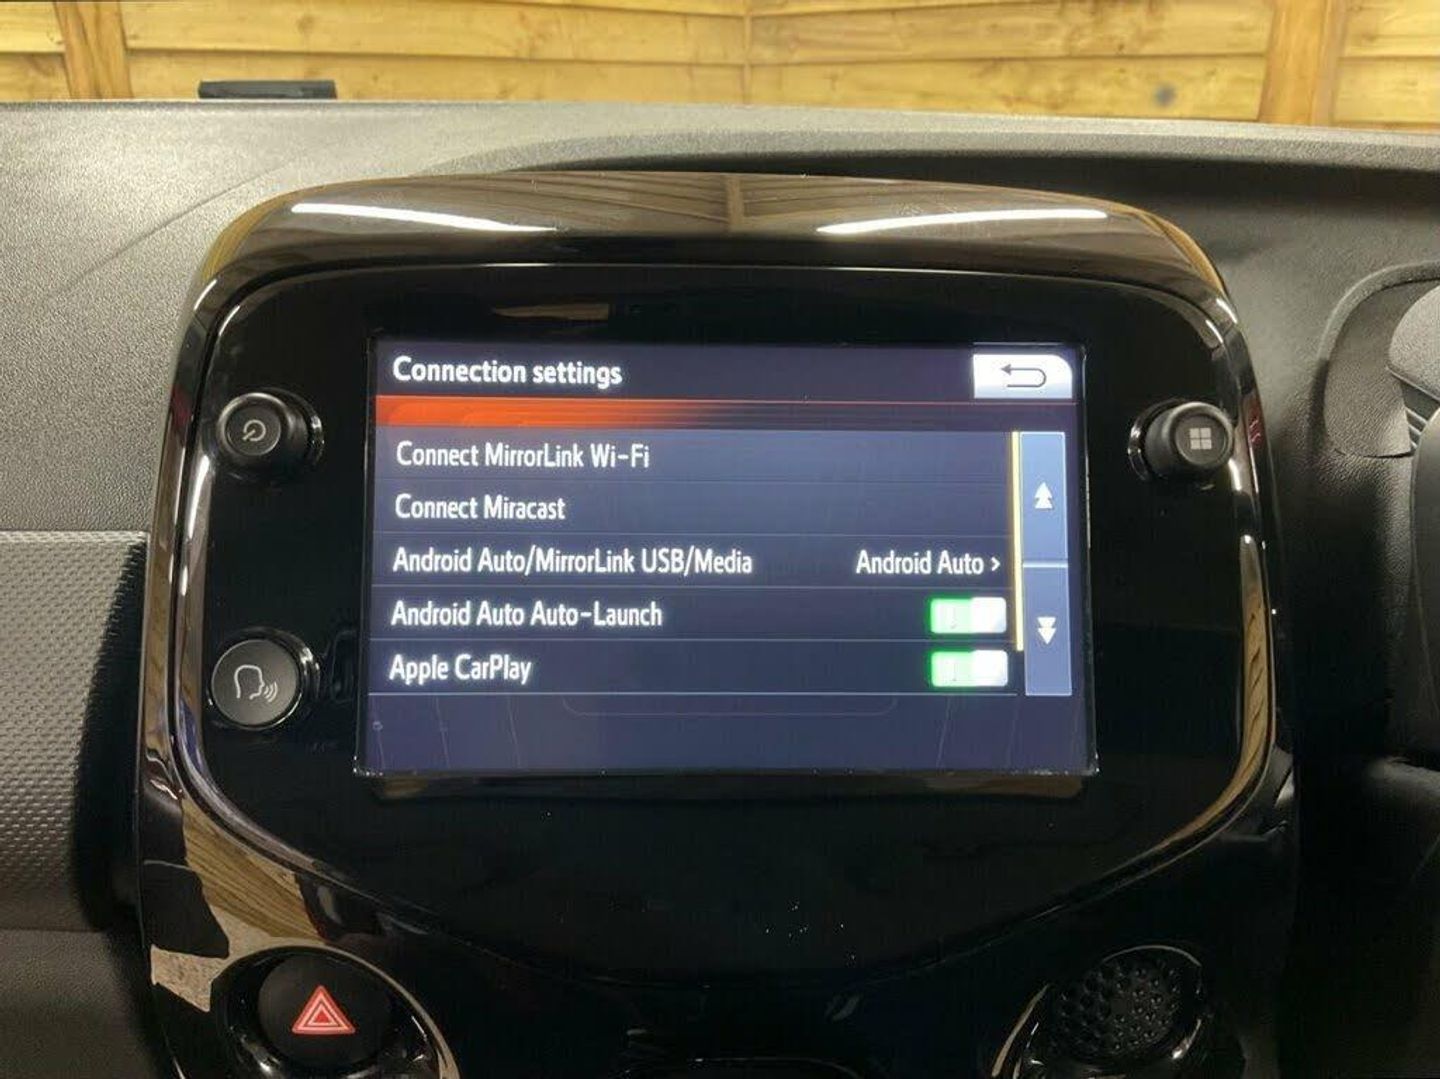 Connection settings
Connect MirrorLink Wi-Fi
Connect Miracast
Android Auto/MirrorLink USB/Media Android Auto >
Android Auto Auto-Launch
Apple CarPlay